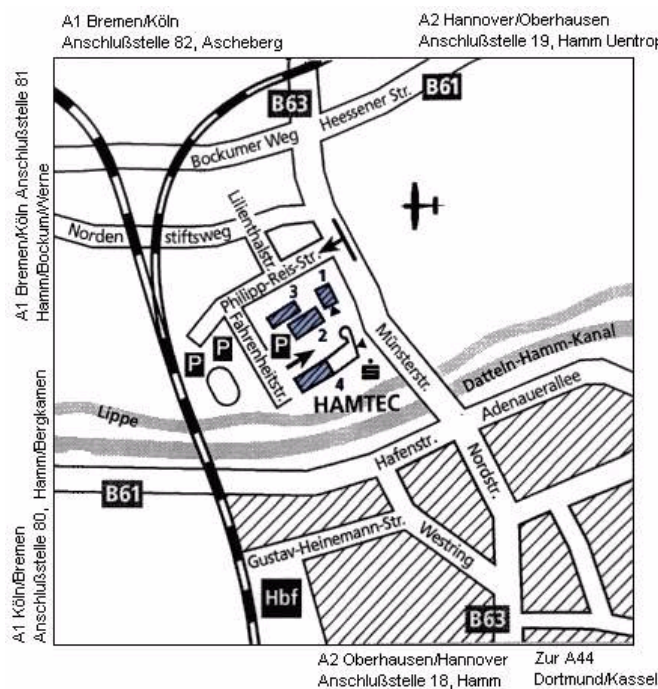 A1 Bremen/Köln
Anschlußstelle 82, Ascheberg
A2 Hannover/Oberhausen
Anschlußstelle 19, Hamm Uentrop
A1 Bremen/Köln Anschlußstelle 81
Hamm/Bockum/Werne
B63
Heessener Str.
B61
Bockumer Weg
Lilienthalstr.
Norden
stiftsweg
Philipp-Reis-Str.
1
3
2
P
P
P
Fahrenheitstr.
4
HAMTEC
Münsterstr.
Datteln-Hamm-Kanal
Lippe
Adenauerallee
A1 Köln/Bremen
Anschlußstelle 80, Hamm/Bergkamen
B61
Hafenstr.
Nordstr.
Gustav-Heinemann-Str.
Westring
Hbf
B63
A2 Oberhausen/Hannover
Anschlußstelle 18, Hamm
Zur A44
Dortmund/Kassel